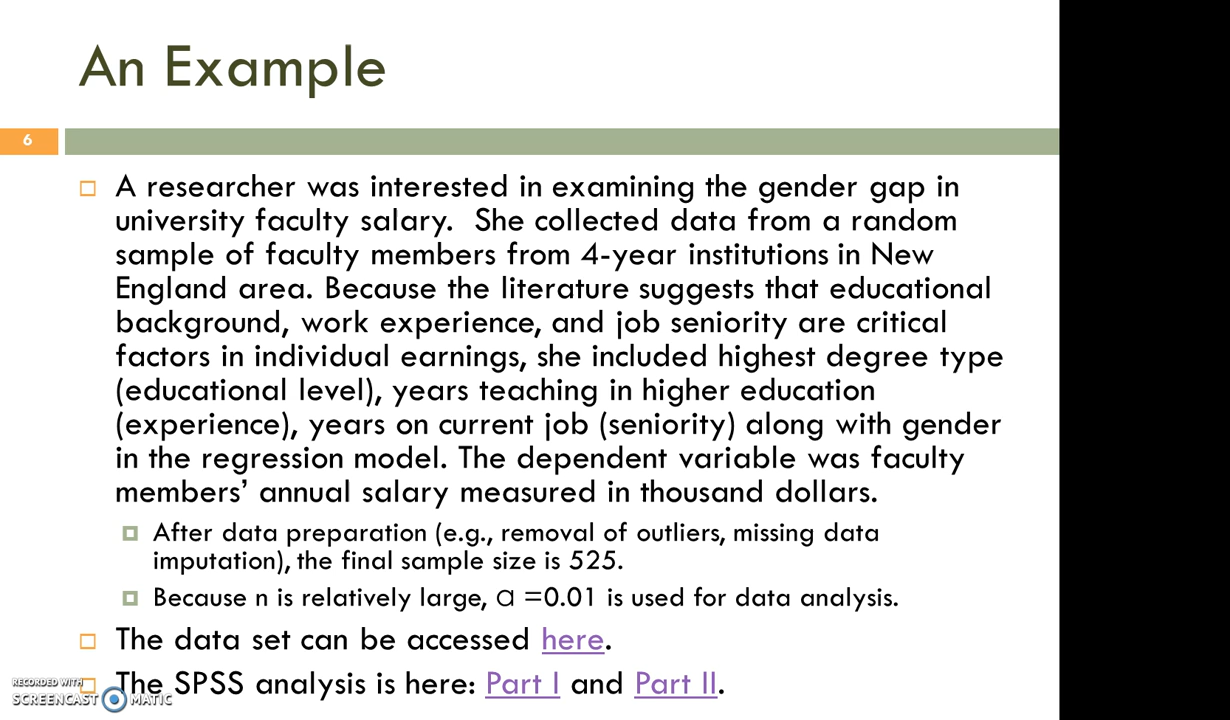 An Example
6
A researcher was interested in examining the gender gap in
university faculty salary.  She collected data from a random
sample of faculty members from 4-year institutions in New
England area. Because the literature suggests that educational
background, work experience, and job seniority are critical
factors in individual earnings, she included highest degree type
(educational level), years teaching in higher education
(experience), years on current job (seniority) along with gender
in the regression model. The dependent variable was faculty
members’ annual salary measured in thousand dollars.
After data preparation (e.g., removal of outliers, missing data
imputation), the final sample size is 525.
Because n is relatively large, α =0.01 is used for data analysis.
The data set can be accessed here.
The SPSS analysis is here: Part I and Part II.
RECORDED WITH
SCREENCAST MATIC